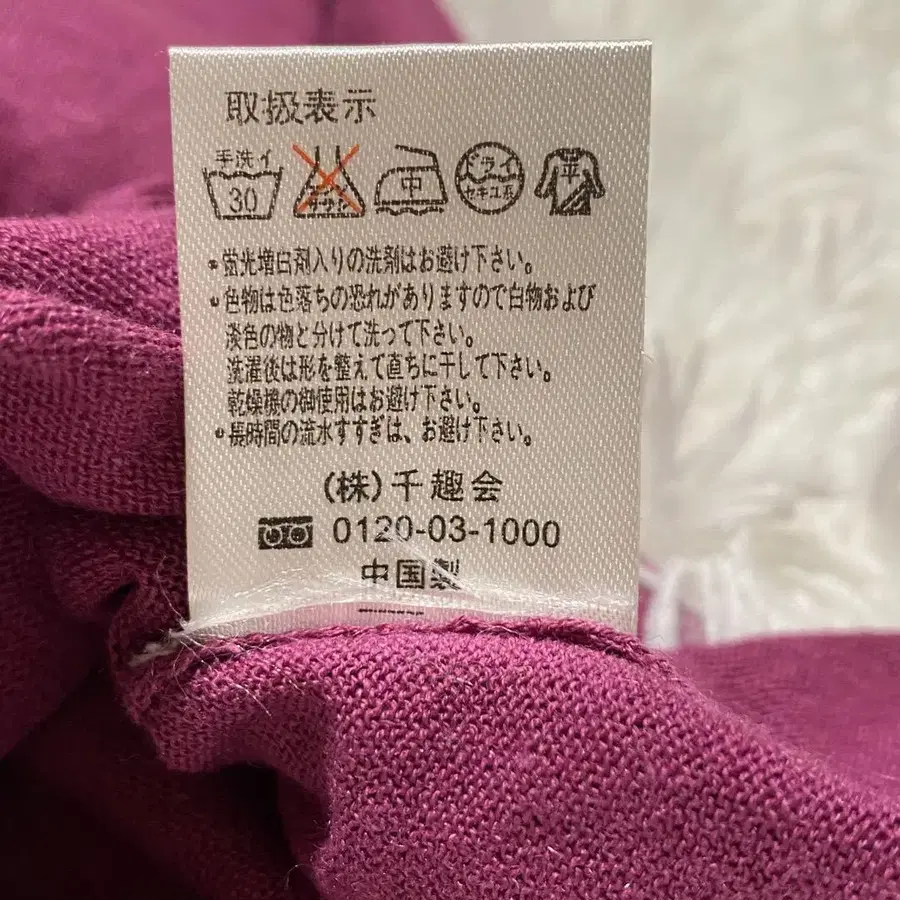 取扱表示
手洗イ
30
エンソサラシ
中
ドライ
セキユ系
平
蛍光増白剤入りの洗剤はお避け下さい。
色物は色落ちの恐れがありますので白物および
淡色の物と分けて洗って下さい。
洗濯後は形を整えて直ちに干して下さい。
乾燥機の御使用はお避け下さい。
長時間の流水すすぎは、お避け下さい。
(株)千趣会
0120-03-1000
中国製